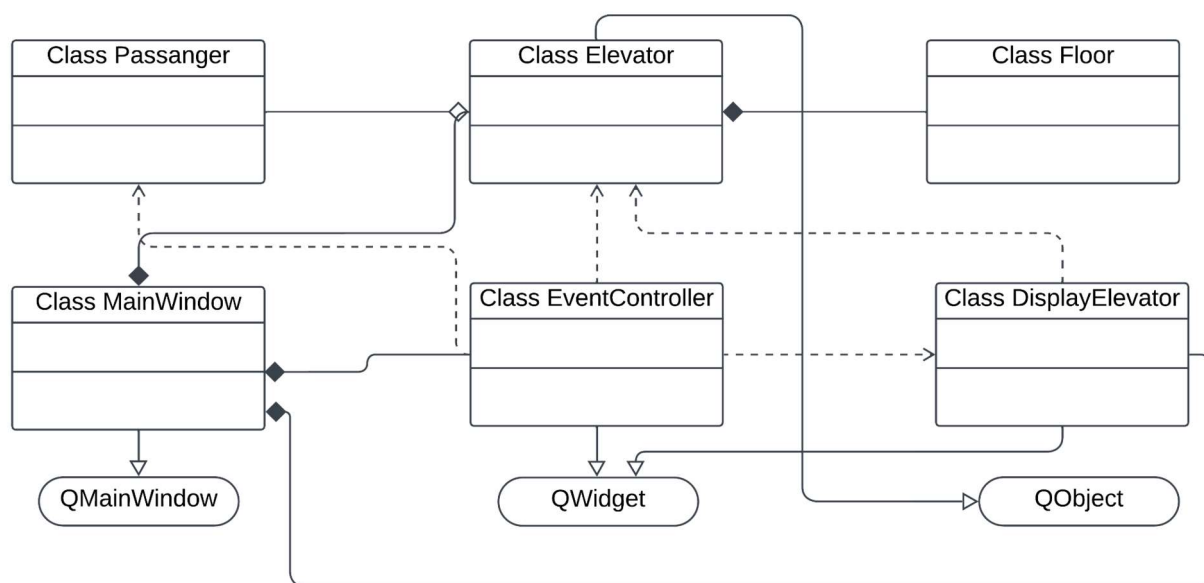 Class Passanger
Class Elevator
Class Floor
Class MainWindow
Class EventController
Class DisplayElevator
QMainWindow
QWidget
QObject